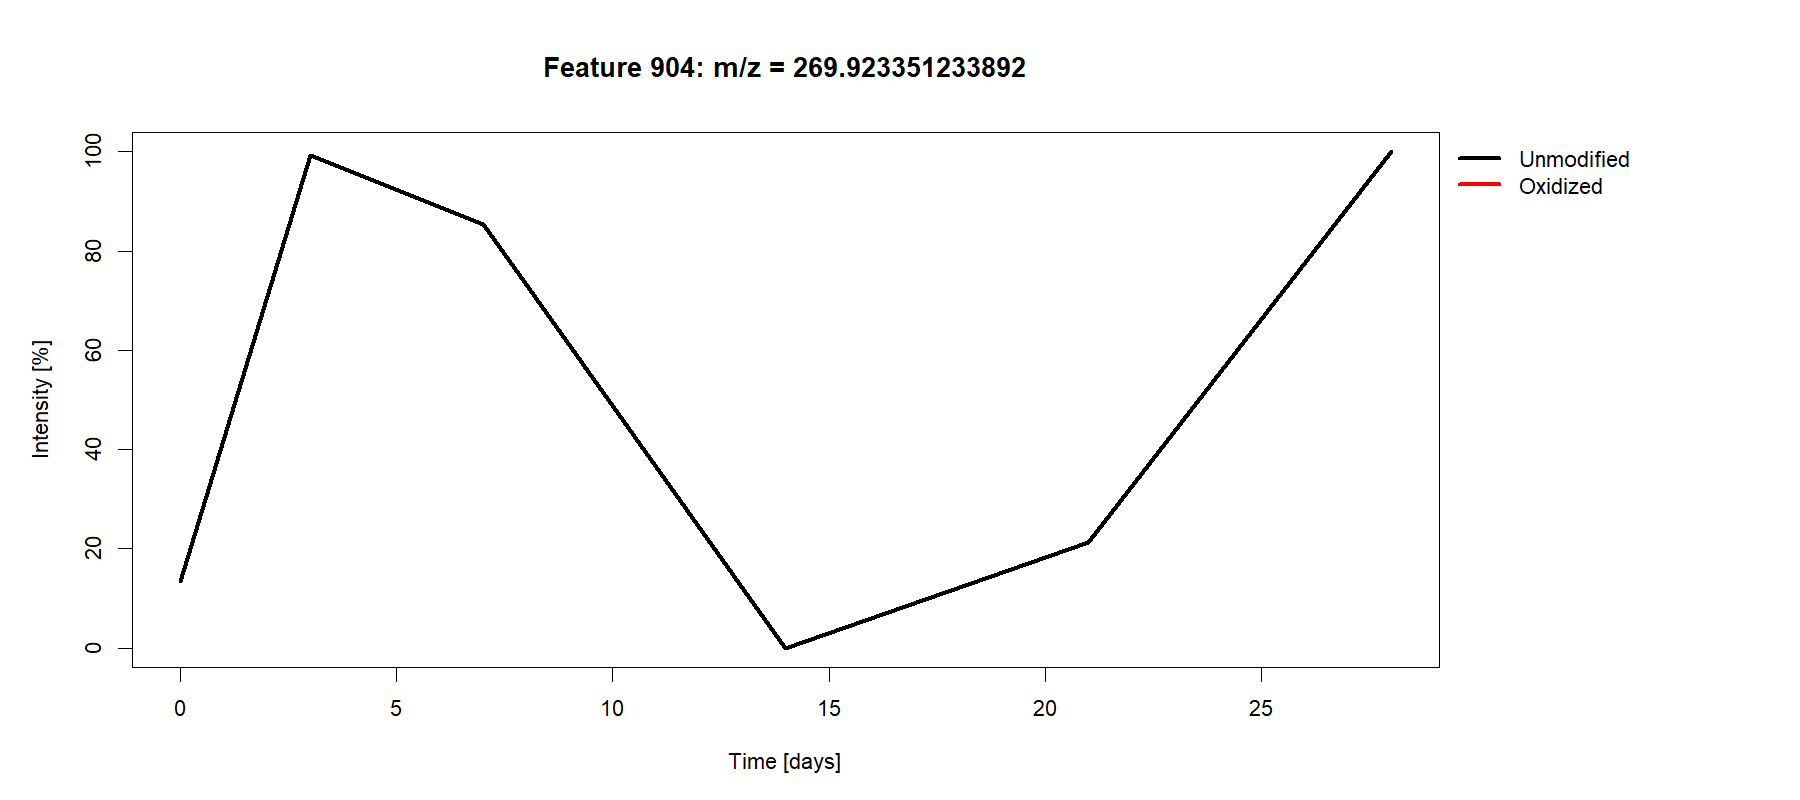 Feature 904: m/z = 269.923351233892
Unmodified
Oxidized
Intensity [%]
100
80
60
40
20
0
0 5 10 15 20 25
Time [days]